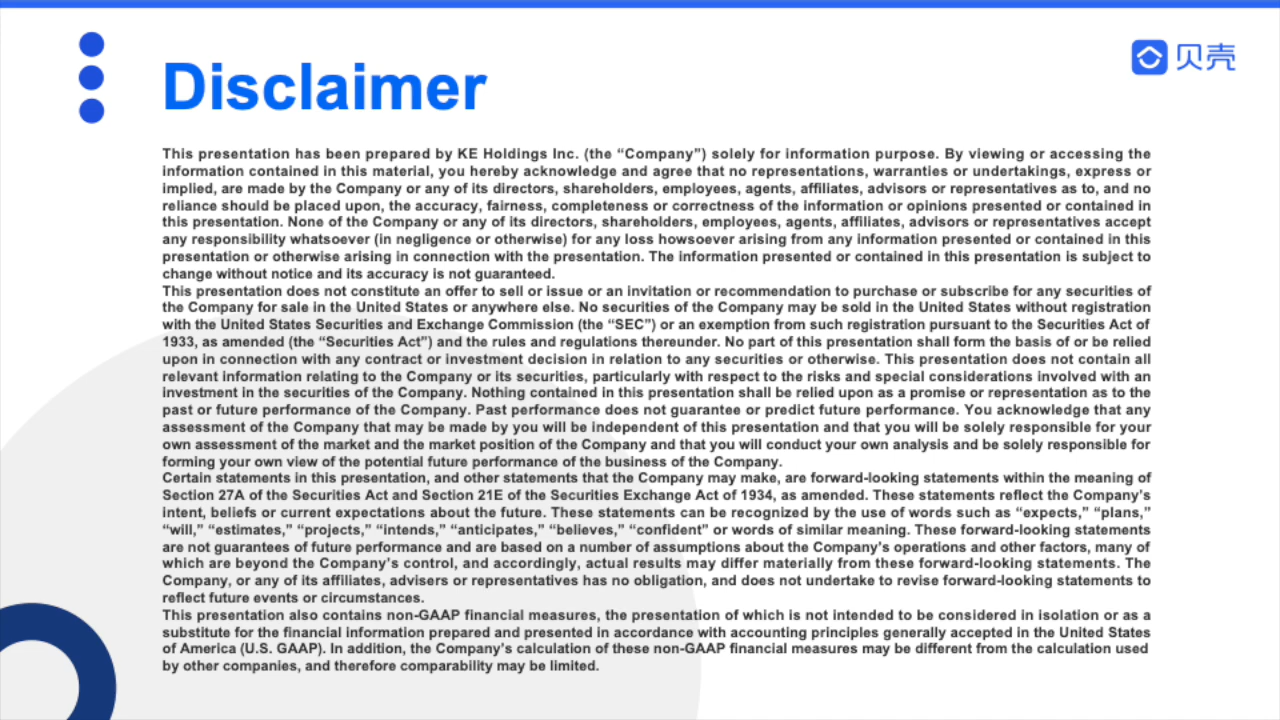 贝壳
Disclaimer
This presentation has been prepared by KE Holdings Inc. (the “Company”) solely for information purpose. By viewing or accessing the
information contained in this material, you hereby acknowledge and agree that no representations, warranties or undertakings, express or
implied, are made by the Company or any of its directors, shareholders, employees, agents, affiliates, advisors or representatives as to, and no
reliance should be placed upon, the accuracy, fairness, completeness or correctness of the information or opinions presented or contained in
this presentation. None of the Company or any of its directors, shareholders, employees, agents, affiliates, advisors or representatives accept
any responsibility whatsoever (in negligence or otherwise) for any loss howsoever arising from any information presented or contained in this
presentation or otherwise arising in connection with the presentation. The information presented or contained in this presentation is subject to
change without notice and its accuracy is not guaranteed.
This presentation does not constitute an offer to sell or issue or an invitation or recommendation to purchase or subscribe for any securities of
the Company for sale in the United States or anywhere else. No securities of the Company may be sold in the United States without registration
with the United States Securities and Exchange Commission (the “SEC”) or an exemption from such registration pursuant to the Securities Act of
1933, as amended (the “Securities Act”) and the rules and regulations thereunder. No part of this presentation shall form the basis of or be relied
upon in connection with any contract or investment decision in relation to any securities or otherwise. This presentation does not contain all
relevant information relating to the Company or its securities, particularly with respect to the risks and special considerations involved with an
investment in the securities of the Company. Nothing contained in this presentation shall be relied upon as a promise or representation as to the
past or future performance of the Company. Past performance does not guarantee or predict future performance. You acknowledge that any
assessment of the Company that may be made by you will be independent of this presentation and that you will be solely responsible for your
own assessment of the market and the market position of the Company and that you will conduct your own analysis and be solely responsible for
forming your own view of the potential future performance of the business of the Company.
Certain statements in this presentation, and other statements that the Company may make, are forward-looking statements within the meaning of
Section 27A of the Securities Act and Section 21E of the Securities Exchange Act of 1934, as amended. These statements reflect the Company’s
intent, beliefs or current expectations about the future. These statements can be recognized by the use of words such as “expects,” “plans,”
“will,” “estimates,” “projects,” “intends,” “anticipates,” “believes,” “confident” or words of similar meaning. These forward-looking statements
are not guarantees of future performance and are based on a number of assumptions about the Company’s operations and other factors, many of
which are beyond the Company’s control, and accordingly, actual results may differ materially from these forward-looking statements. The
Company, or any of its affiliates, advisers or representatives has no obligation, and does not undertake to revise forward-looking statements to
reflect future events or circumstances.
This presentation also contains non-GAAP financial measures, the presentation of which is not intended to be considered in isolation or as a
substitute for the financial information prepared and presented in accordance with accounting principles generally accepted in the United States
of America (U.S. GAAP). In addition, the Company’s calculation of these non-GAAP financial measures may be different from the calculation used
by other companies, and therefore comparability may be limited.